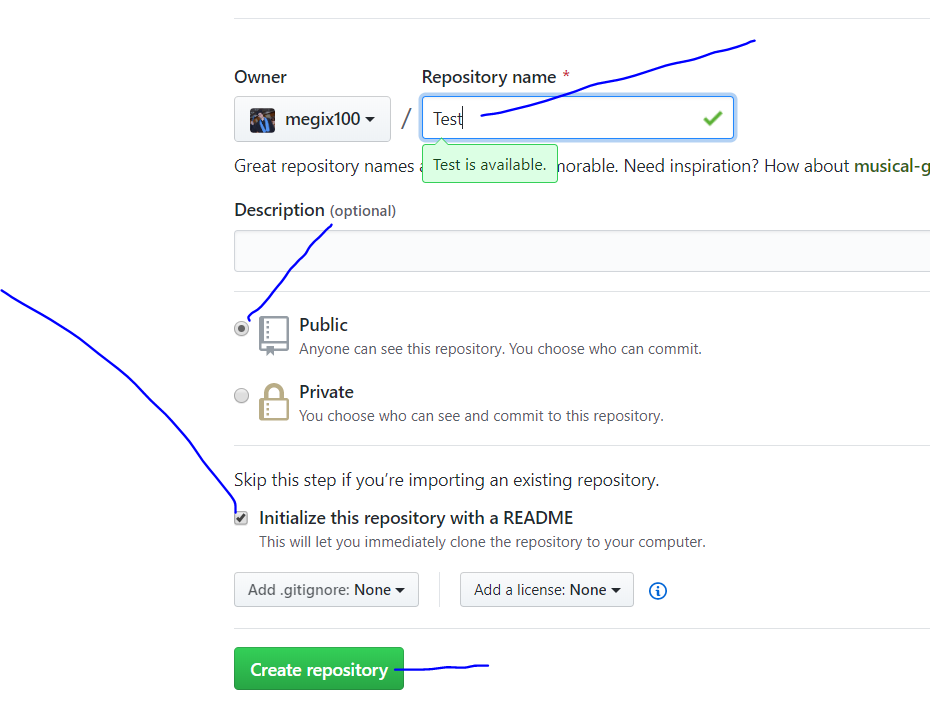 Owner Repository name *
megix100 / Test
Great repository names Test is available. morable. Need inspiration? How about musical-g
Description (optional)
Public
Anyone can see this repository. You choose who can commit.
Private
You choose who can see and commit to this repository.
Skip this step if you're importing an existing repository.
Initialize this repository with a README
This will let you immediately clone the repository to your computer.
Add .gitignore: None Add a license: None
Create repository